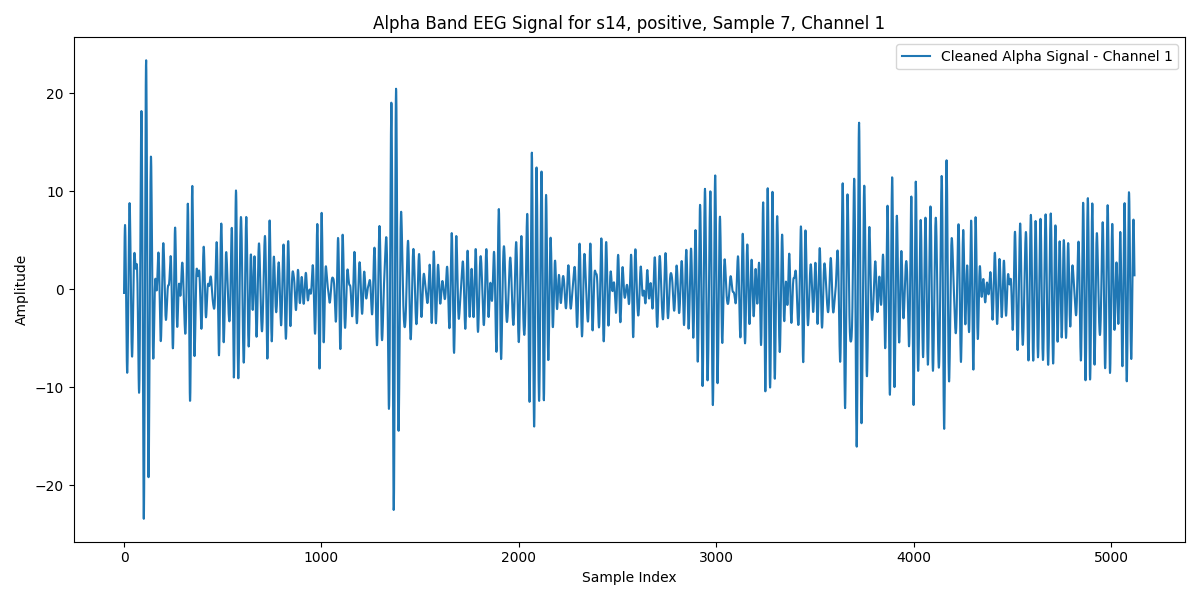 Alpha Band EEG Signal for s14, positive, Sample 7, Channel 1
Cleaned Alpha Signal - Channel 1
Amplitude
20
10
0
−10
−20
0 1000 2000 3000 4000 5000
Sample Index